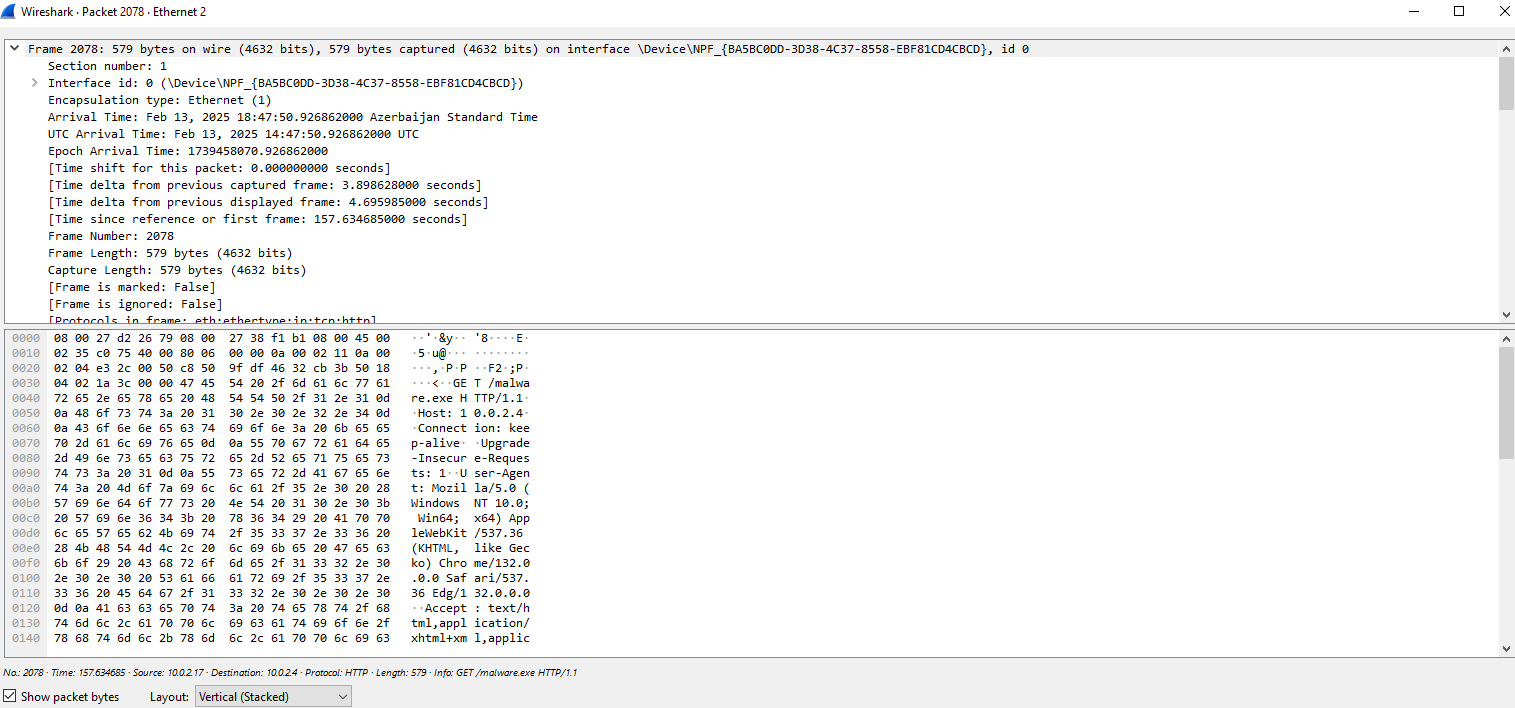 Wireshark · Packet 2078 · Ethernet 2
Frame 2078: 579 bytes on wire (4632 bits), 579 bytes captured (4632 bits) on interface \Device\NPF_{BA5BC0DD-3D38-4C37-8558-EBF81CD4CBCD}, id 0
Section number: 1
Interface id: 0 (\Device\NPF_{BA5BC0DD-3D38-4C37-8558-EBF81CD4CBCD})
Encapsulation type: Ethernet (1)
Arrival Time: Feb 13, 2025 18:47:50.926862000 Azerbaijan Standard Time
UTC Arrival Time: Feb 13, 2025 14:47:50.926862000 UTC
Epoch Arrival Time: 1739458070.926862000
[Time shift for this packet: 0.000000000 seconds]
[Time delta from previous captured frame: 3.898628000 seconds]
[Time delta from previous displayed frame: 4.695985000 seconds]
[Time since reference or first frame: 157.634685000 seconds]
Frame Number: 2078
Frame Length: 579 bytes (4632 bits)
Capture Length: 579 bytes (4632 bits)
[Frame is marked: False]
[Frame is ignored: False]
[Protocols in frame: eth:ethertype:ip:tcp:http]
0000 08 00 27 d2 26 79 08 00 27 38 f1 b1 08 00 45 00 ··'·&y·· '8····E·
0010 02 35 c0 75 40 00 80 06 00 00 0a 00 02 11 0a 00 ·5·u@··· ········
0020 02 04 e3 2c 00 50 c8 50 9f df 46 32 cb 3b 50 18 ···,·P·P ··F2·;P·
0030 04 02 1a 3c 00 00 47 45 54 20 2f 6d 61 6c 77 61 ···<··GE T /malwa
0040 72 65 2e 65 78 65 20 48 54 54 50 2f 31 2e 31 0d re.exe H TTP/1.1·
0050 0a 48 6f 73 74 3a 20 31 30 2e 30 2e 32 2e 34 0d ·Host: 1 0.0.2.4·
0060 0a 43 6f 6e 6e 65 63 74 69 6f 6e 3a 20 6b 65 65 ·Connect ion: kee
0070 70 2d 61 6c 69 76 65 0d 0a 55 70 67 72 61 64 65 p-alive· ·Upgrade
0080 2d 49 6e 73 65 63 75 72 65 2d 52 65 71 75 65 73 -Insecur e-Reques
0090 74 73 3a 20 31 0d 0a 55 73 65 72 2d 41 67 65 6e ts: 1··U ser-Agen
00a0 74 3a 20 4d 6f 7a 69 6c 6c 61 2f 35 2e 30 20 28 t: Mozil la/5.0 (
00b0 57 69 6e 64 6f 77 73 20 4e 54 20 31 30 2e 30 3b Windows  NT 10.0;
00c0 20 57 69 6e 36 34 3b 20 78 36 34 29 20 41 70 70 Win64;  x64) App
00d0 6c 65 57 65 62 4b 69 74 2f 35 33 37 2e 33 36 20 leWebKit /537.36
00e0 28 4b 48 54 4d 4c 2c 20 6c 69 6b 65 20 47 65 63 (KHTML,  like Gec
00f0 6b 6f 29 20 43 68 72 6f 6d 65 2f 31 33 32 2e 30 ko) Chro me/132.0
0100 2e 30 2e 30 20 53 61 66 61 72 69 2f 35 33 37 2e .0.0 Saf ari/537.
0110 33 36 20 45 64 67 2f 31 33 32 2e 30 2e 30 2e 30 36 Edg/1 32.0.0.0
0120 0d 0a 41 63 63 65 70 74 3a 20 74 65 78 74 2f 68 ··Accept : text/h
0130 74 6d 6c 2c 61 70 70 6c 69 63 61 74 69 6f 6e 2f tml,appl ication/
0140 78 68 74 6d 6c 2b 78 6d 6c 2c 61 70 70 6c 69 63 xhtml+xm l,applic
No.: 2078 · Time: 157.634685 · Source: 10.0.2.17 · Destination: 10.0.2.4 · Protocol: HTTP · Length: 579 · Info: GET /malware.exe HTTP/1.1
Show packet bytes Layout: Vertical (Stacked)